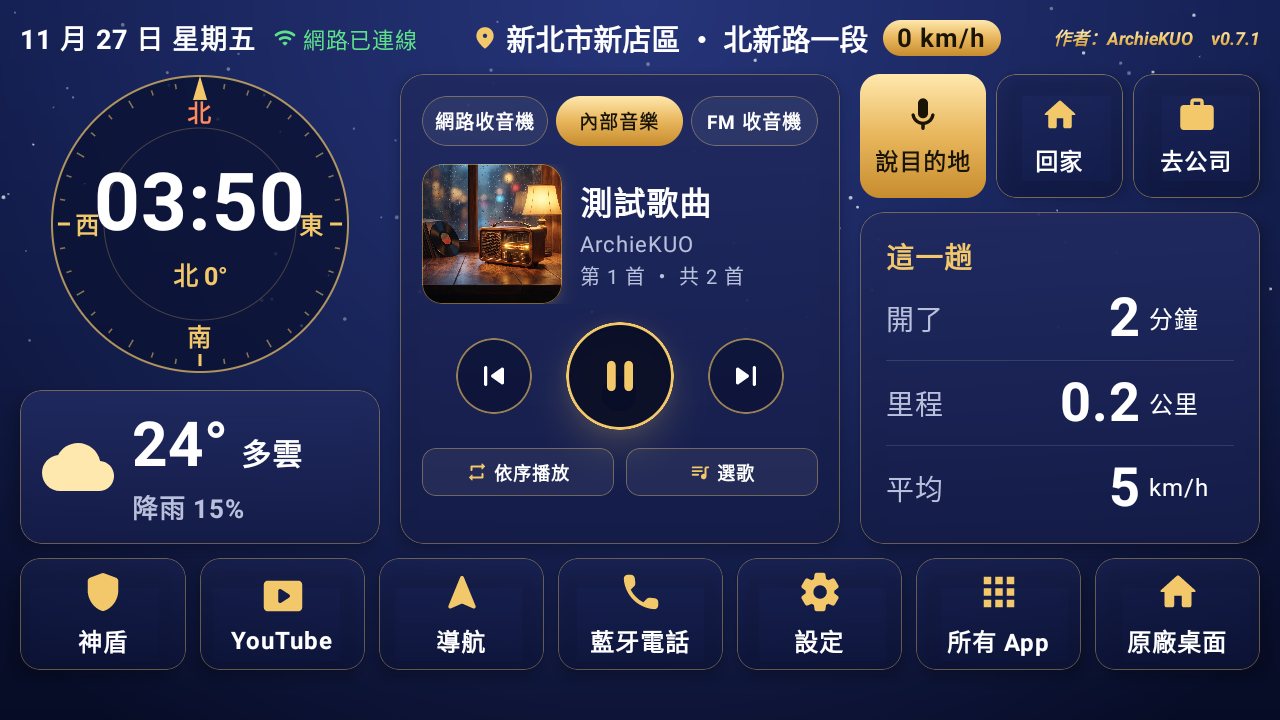 11 月 27 日 星期五
網路已連線
新北市新店區 • 北新路一段
0 km/h
作者: ArchieKUO v0.7.1
北
03:50
西
東
北 0°
南
24° 多雲
降雨 15%
網路收音機
內部音樂
FM 收音機
測試歌曲
ArchieKUO
第 1 首 • 共 2 首
依序播放
選歌
說目的地
回家
去公司
這一趟
開了 2 分鐘
里程 0.2 公里
平均 5 km/h
神盾
YouTube
導航
藍牙電話
設定
所有 App
原廠桌面